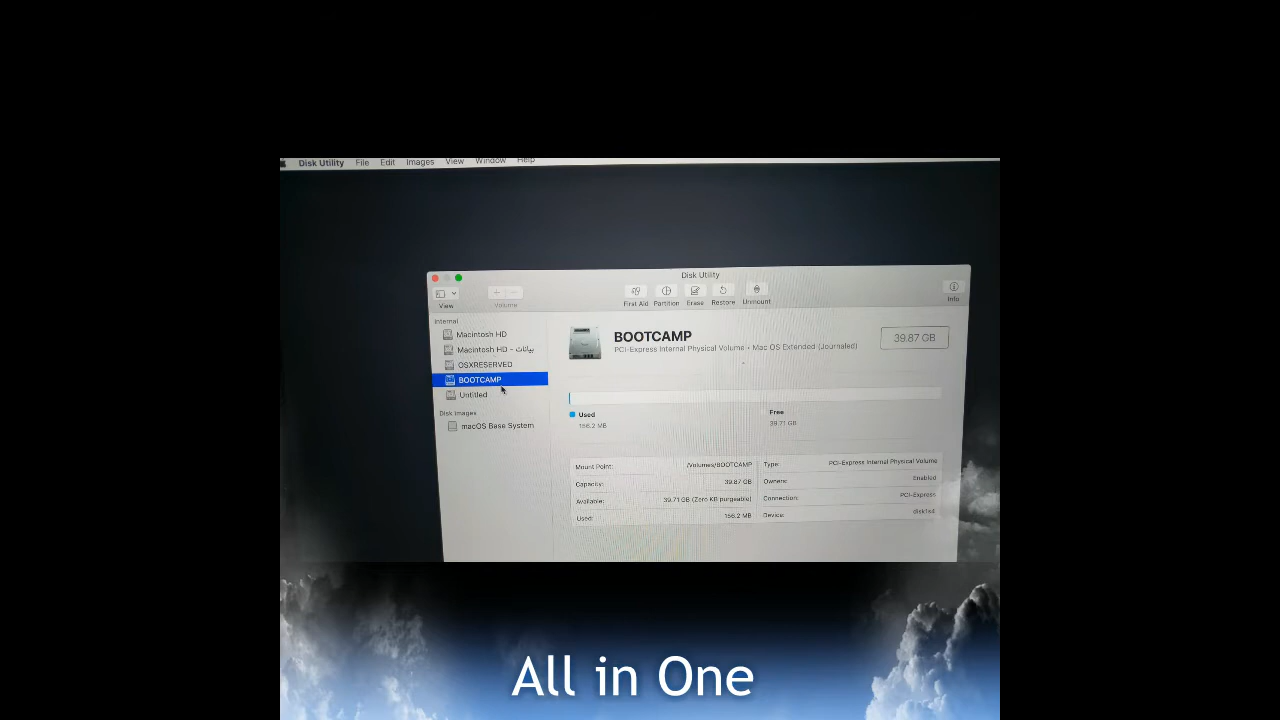 Disk Utility File Edit Images View Window Help
Disk Utility
View
Volume
First Aid Partition Erase Restore Unmount
Info
Internal
Macintosh HD
Macintosh HD - بيانات
OSXRESERVED
BOOTCAMP
Untitled
Disk Images
macOS Base System
BOOTCAMP
PCI-Express Internal Physical Volume • Mac OS Extended (Journaled)
39.87 GB
Used
156.2 MB
Free
39.71 GB
Mount Point: /Volumes/BOOTCAMP
Capacity: 39.87 GB
Available: 39.71 GB (Zero KB purgeable)
Used: 156.2 MB
Type: PCI-Express Internal Physical Volume
Owners: Enabled
Connection: PCI-Express
Device: disk1s4
All in One